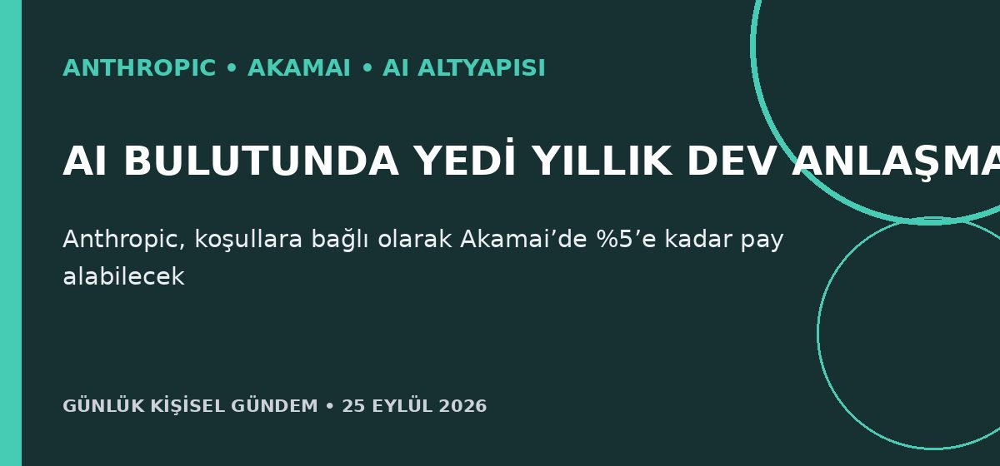 ANTHROPIC • AKAMAI • AI ALTYAPISI
AI BULUTUNDA YEDİ YILLIK DEV ANLAŞMA
Anthropic, koşullara bağlı olarak Akamai’de %5’e kadar pay
alabilecek
GÜNLÜK KİŞİSEL GÜNDEM • 25 EYLÜL 2026